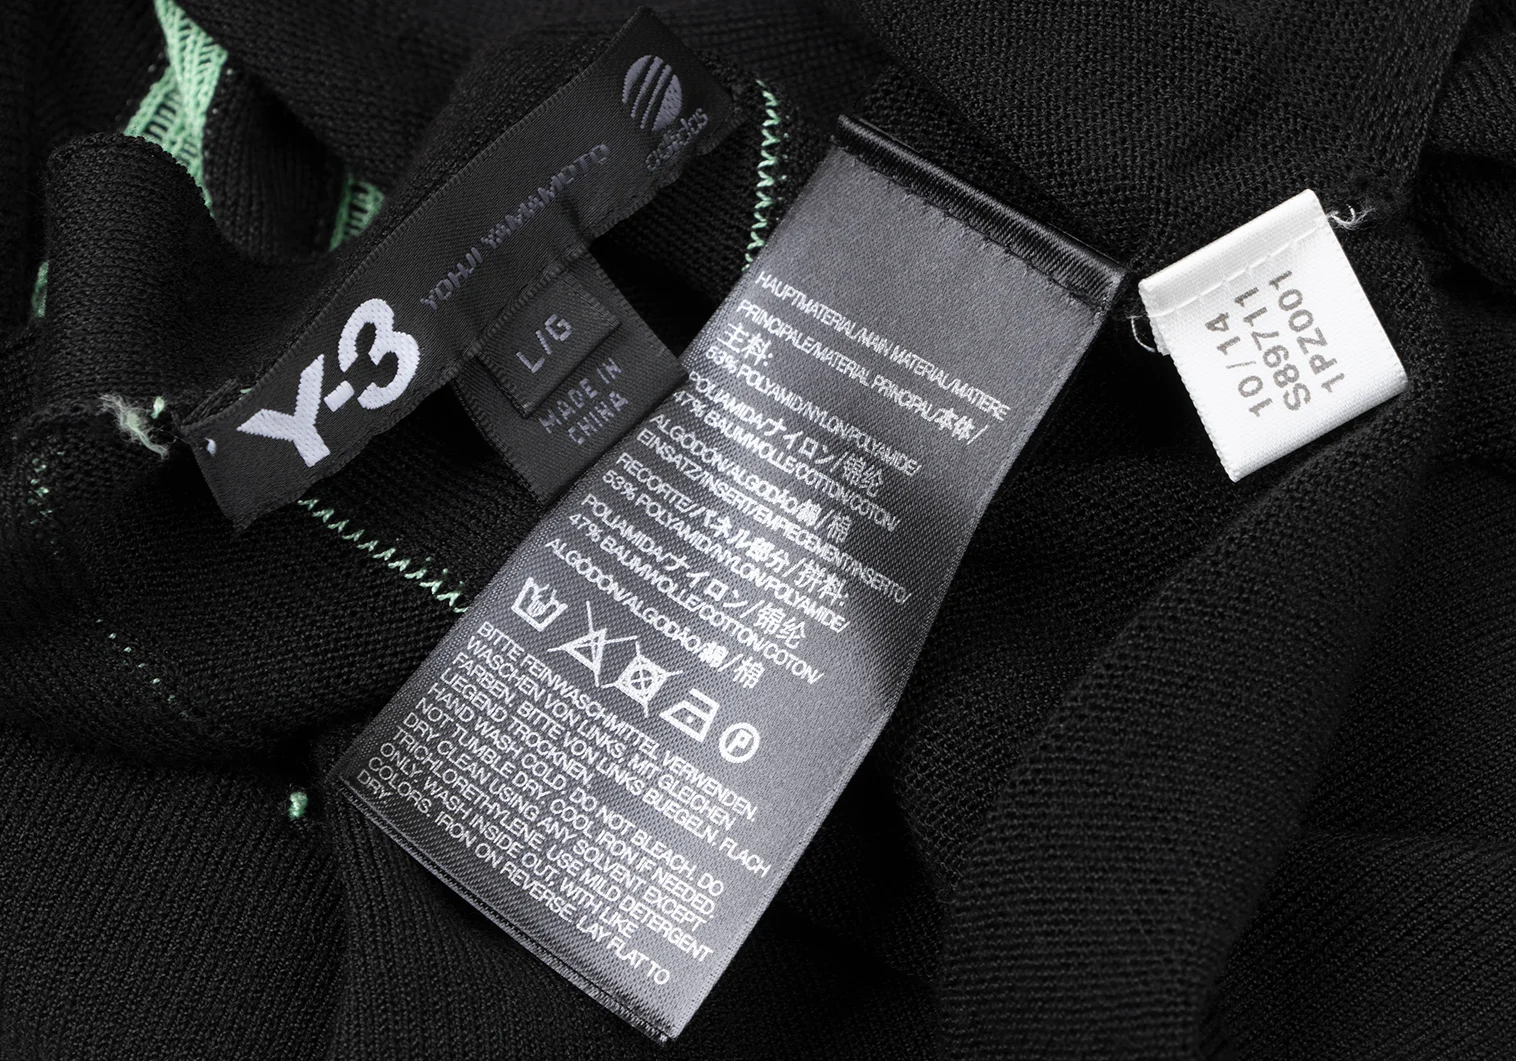 Y-3
YOHJI YAMAMOTO
adidas
L/G
MADE IN
CHINA
HAUPTMATERIAL/MAIN MATERIAL/MATIERE
PRINCIPALE/MATERIAL PRINCIPAL/本体/
主料:
53% POLYAMID/NYLON/POLYAMIDE/
POLIAMIDA/ナイロン/锦纶
47% BAUMWOLLE/COTTON/COTON/
ALGODON/ALGODÃO/綿/棉
EINSATZ/INSERT/EMPIECEMENT/INSERTO/
RECORTE/パネル部分/拼料:
53% POLYAMID/NYLON/POLYAMIDE/
POLIAMIDA/ナイロン/锦纶
47% BAUMWOLLE/COTTON/COTON/
ALGODON/ALGODÃO/綿/棉
P
BITTE FEINWASCHMITTEL VERWENDEN.
WASCHEN VON LINKS, MIT GLEICHEN
FARBEN. BITTE VON LINKS BUEGELN. FLACH
LIEGEND TROCKNEN.
HAND WASH COLD. DO NOT BLEACH. DO
NOT TUMBLE DRY. COOL IRON IF NEEDED.
DRY CLEAN USING ANY SOLVENT EXCEPT
TRICHLORETHYLENE. USE MILD DETERGENT
ONLY. WASH INSIDE OUT, WITH LIKE
COLORS. IRON ON REVERSE. LAY FLAT TO
DRY.
10/14
S89711
1PZ001